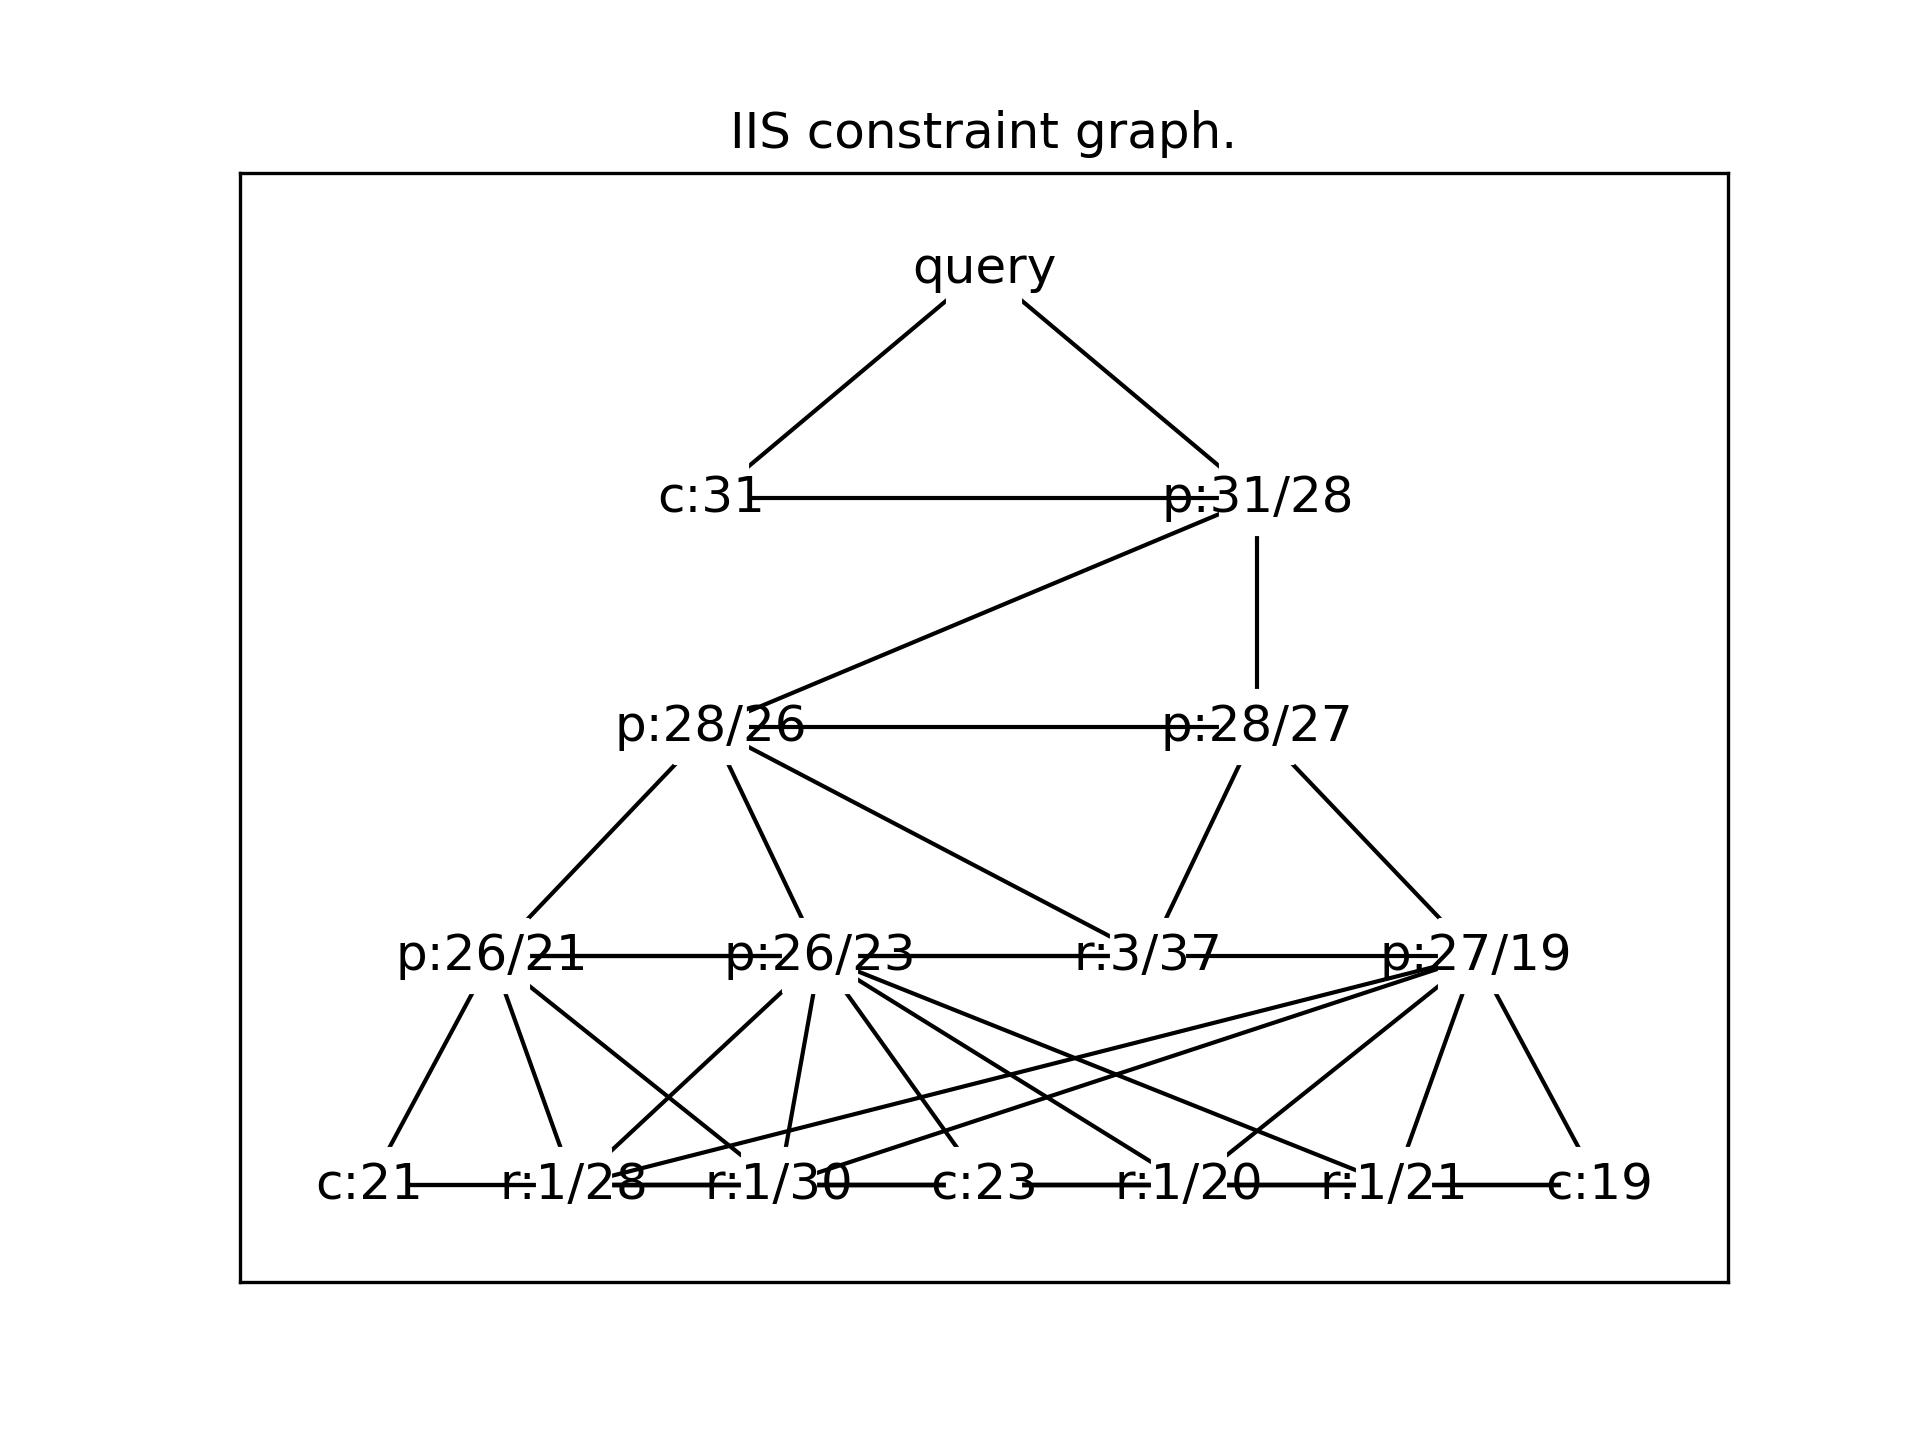 IIS constraint graph.
query
c:31 p:31/28
p:28/26 p:28/27
p:26/21 p:26/23 r:3/37 p:27/19
c:21 r:1/28 r:1/30 c:23 r:1/20 r:1/21 c:19